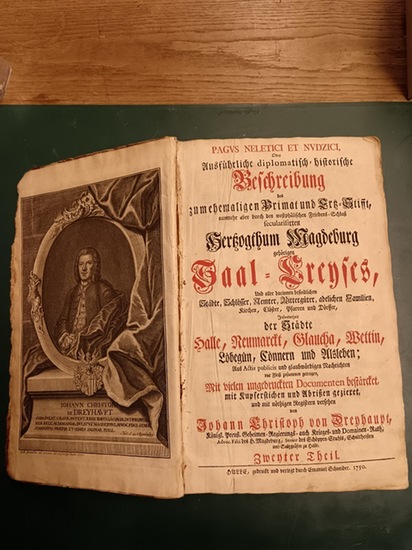 JOHANN CHRISTOPH
DE DREYHAUPT,
PAGVS NELETICI ET NVDZICI,
Oder
Ausführliche diplomatisch-historische
Beschreibung
des
zum ehemaligen Primat und Ertz-Stifft,
nunmehr aber durch den westphälischen Friedens-Schluß
secularisirten
Hertzogthum Magdeburg
gehörigen
Saal-Creyses,
Und aller darinnen befindlichen
Städte, Schlösser, Aemter, Rittergüter, adelichen Familien,
Kirchen, Clöster, Pfarren und Dörffer,
Insonderheit
der Städte
Halle, Neumarckt, Glaucha, Wettin,
Löbegün, Cönnern und Alsleben;
Aus Actis publicis und glaubwürdigen Nachrichten
mit Fleiß zusammen getragen,
Mit vielen ungedruckten Documenten bestärcket,
mit Kupferstichen und Abrissen gezieret,
und mit nöthigen Registern versehen
von
Johann Christoph von Dreyhaupt,
Königl. Preuß. Geheimen-Regierungs- auch Krieges- und Domainen-Rath,
Zweyter Theil.
HALLE, gedruckt und verlegt durch Emanuel Schneider. 1750.